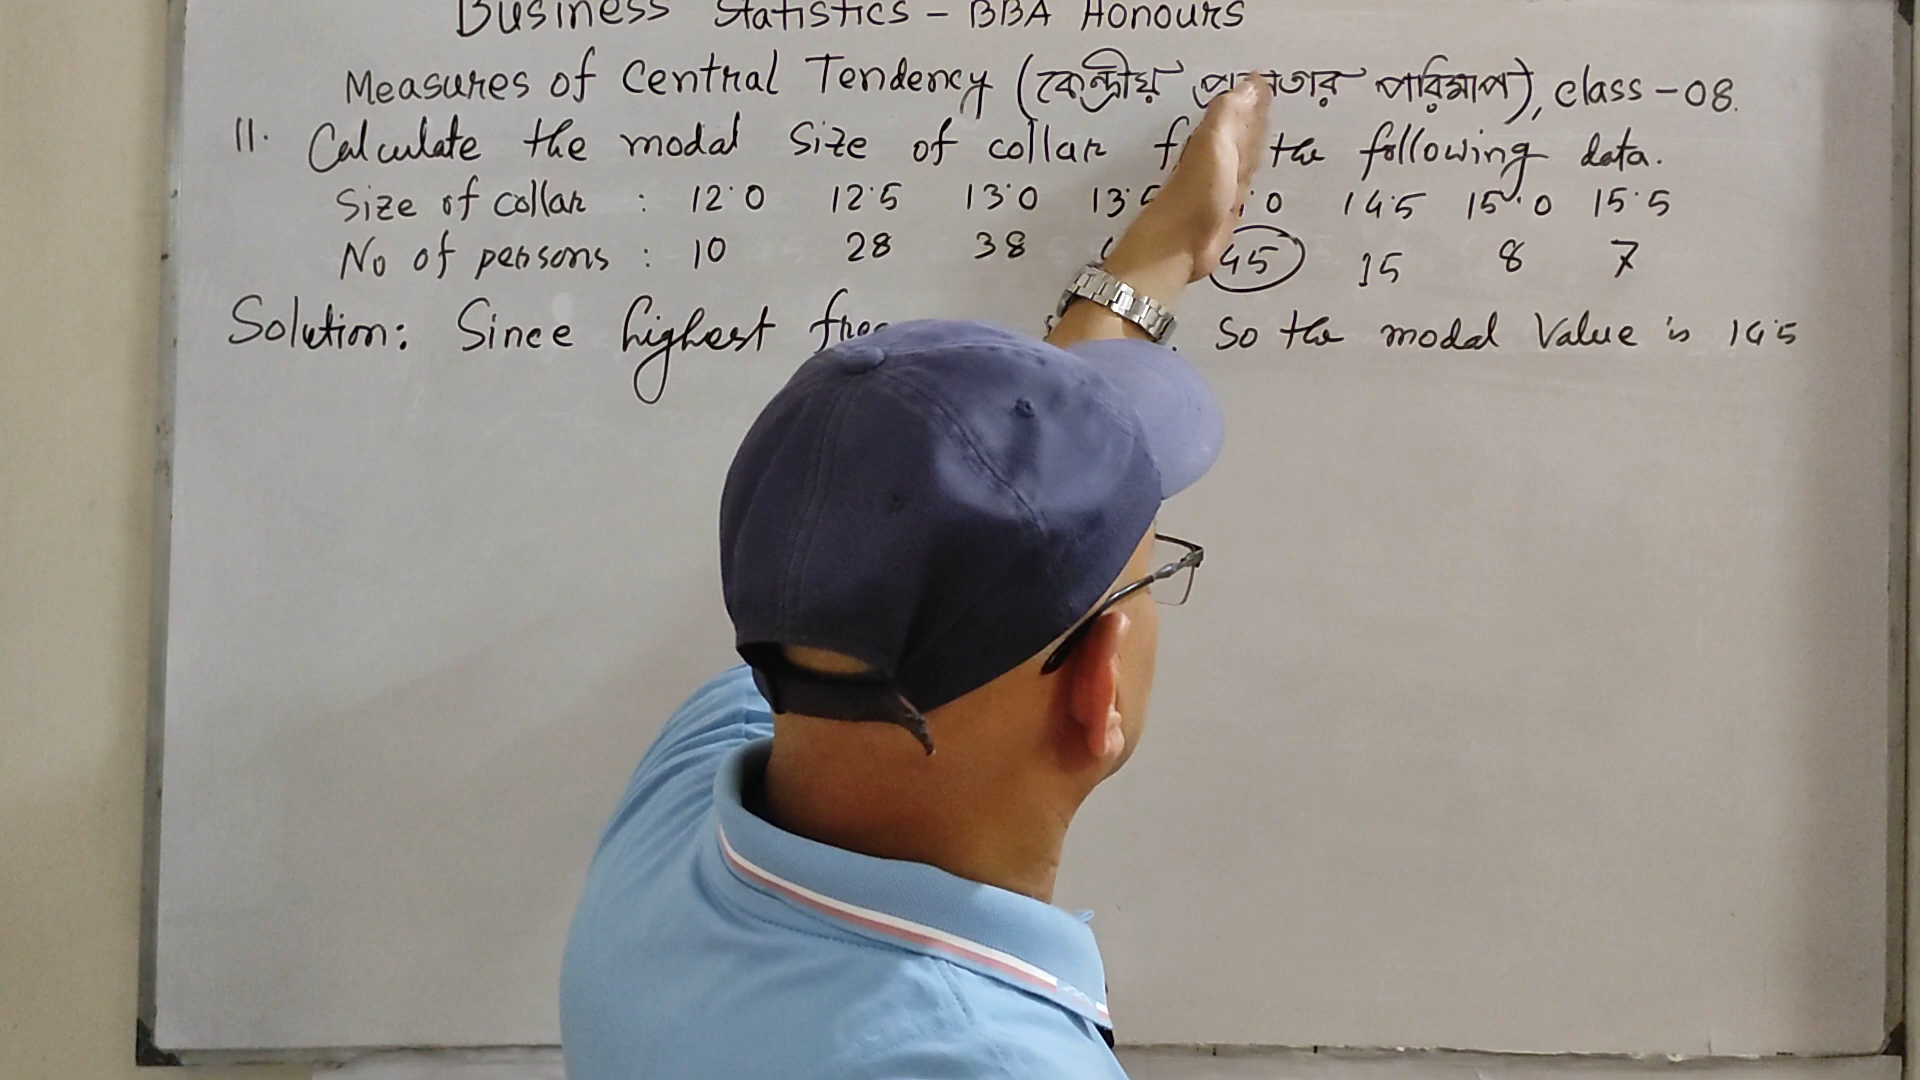 Business Statistics - BBA Honours
Measures of Central Tendency (কেন্দ্রীয় পরিমাপ), class-08.
11. Calculate the modal size of collar the following data.
Size of collar : 12.0 12.5 13.0 14.5 15.0 15.5
No of persons : 10 28 38 45 15 8 7
Solution: Since highest So the modal Value is 14.5